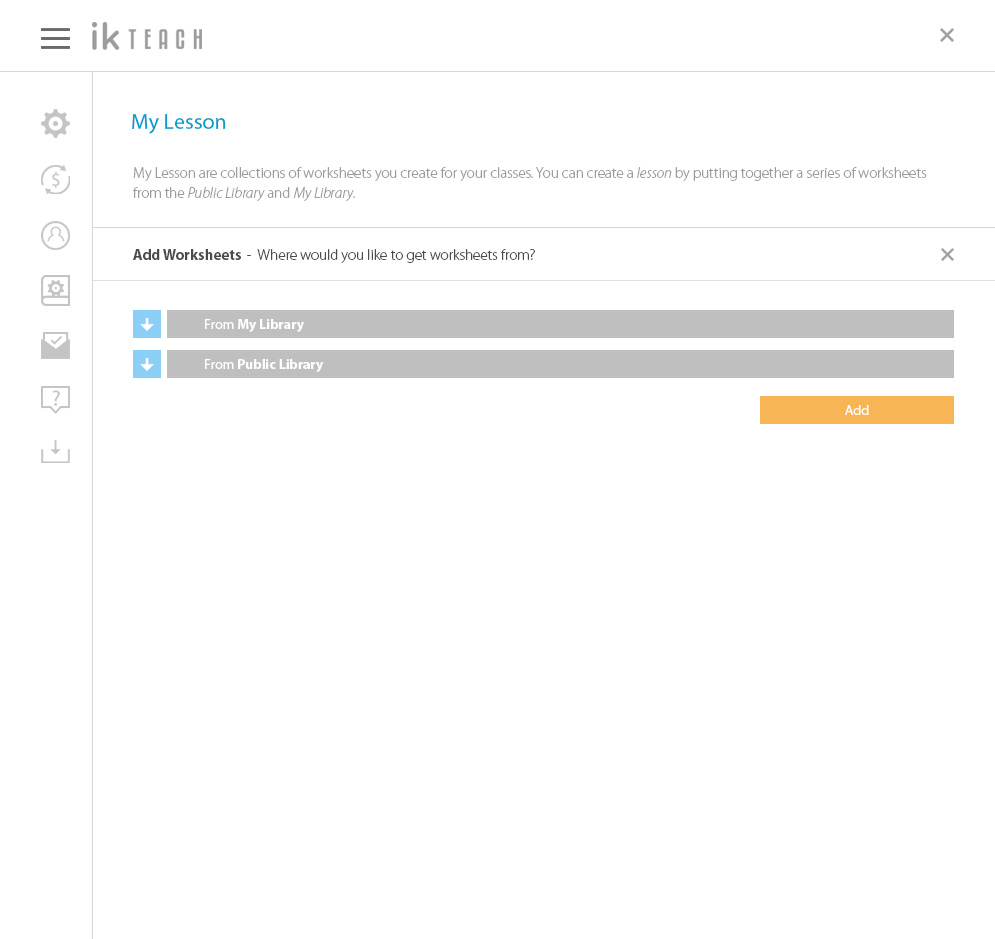 ik TEACH
My Lesson
My Lesson are collections of worksheets you create for your classes. You can create a lesson by putting together a series of worksheets
from the Public Library and My Library.
Add Worksheets - Where would you like to get worksheets from?
From My Library
From Public Library
Add